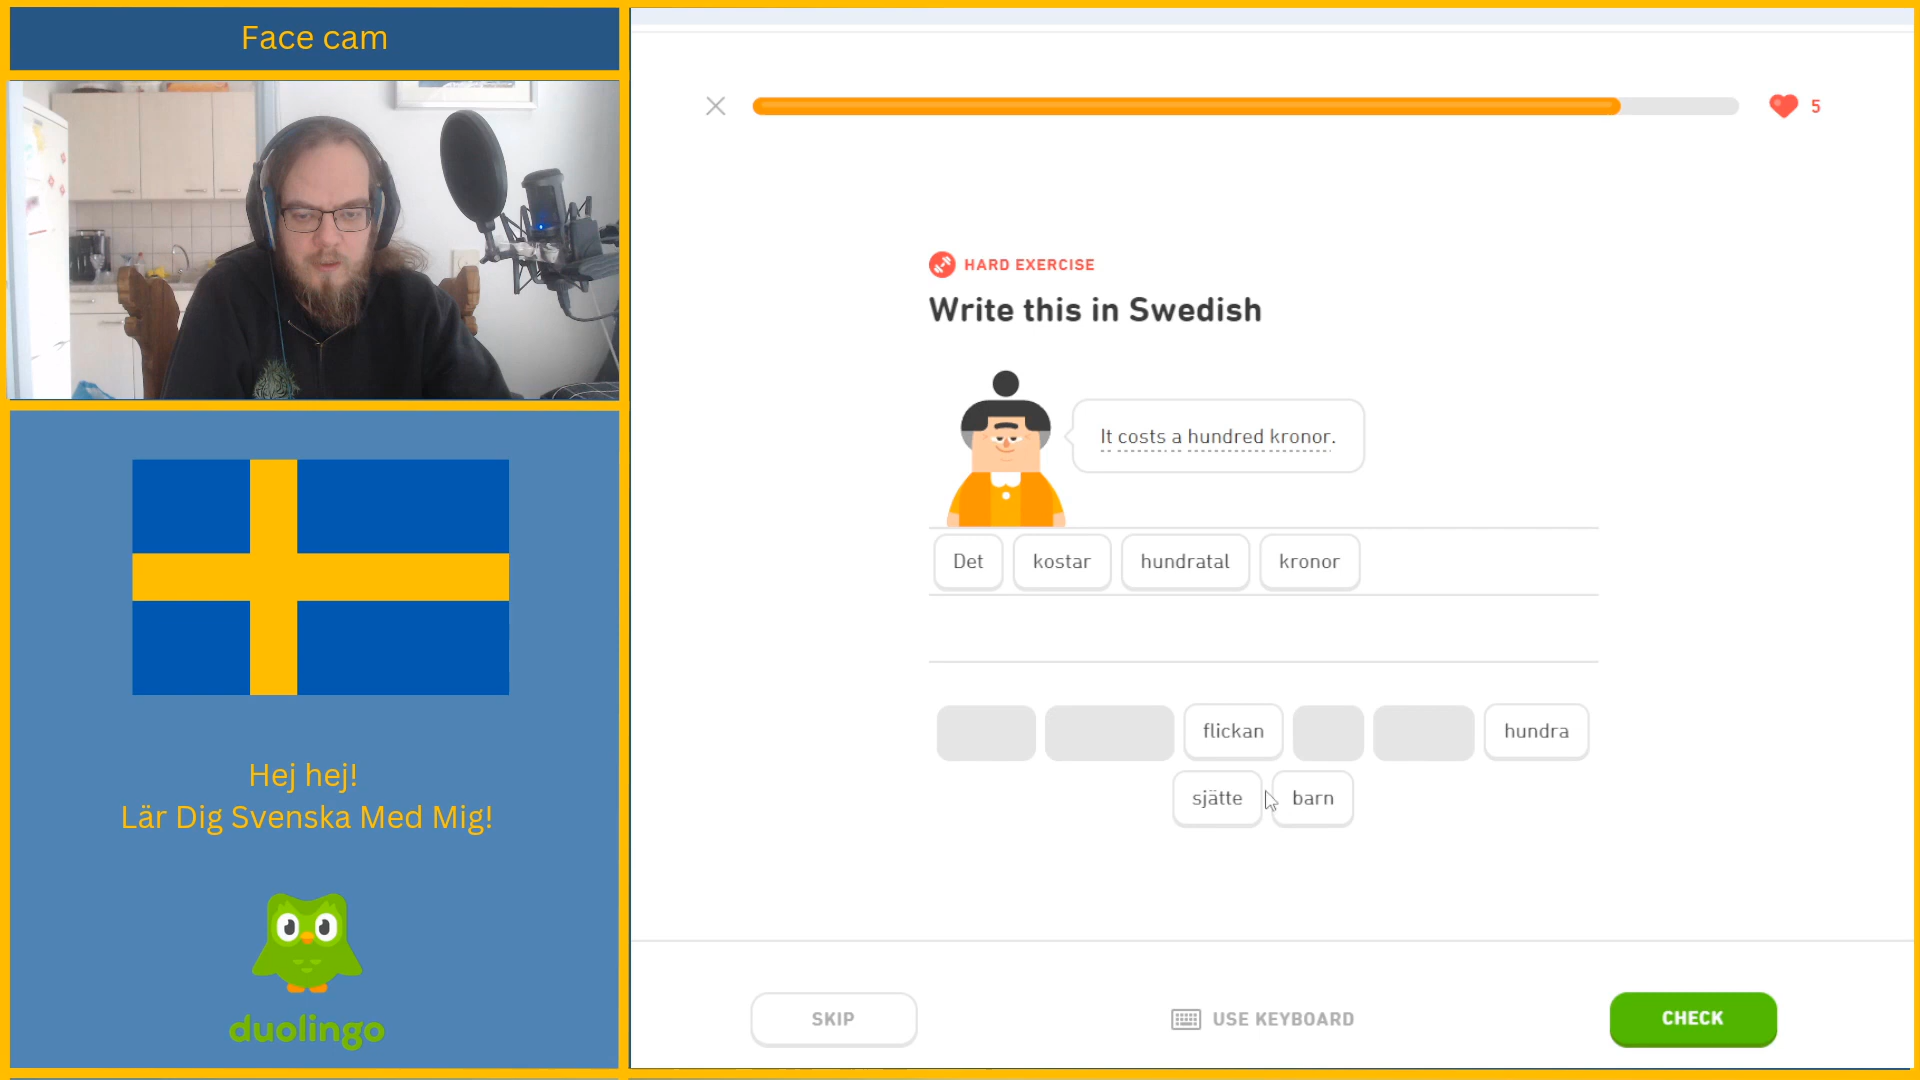 Face cam
5
HARD EXERCISE
Write this in Swedish
It costs a hundred kronor.
Det kostar hundratal kronor
flickan hundra
sjätte barn
Hej hej!
Lär Dig Svenska Med Mig!
duolingo
SKIP USE KEYBOARD CHECK